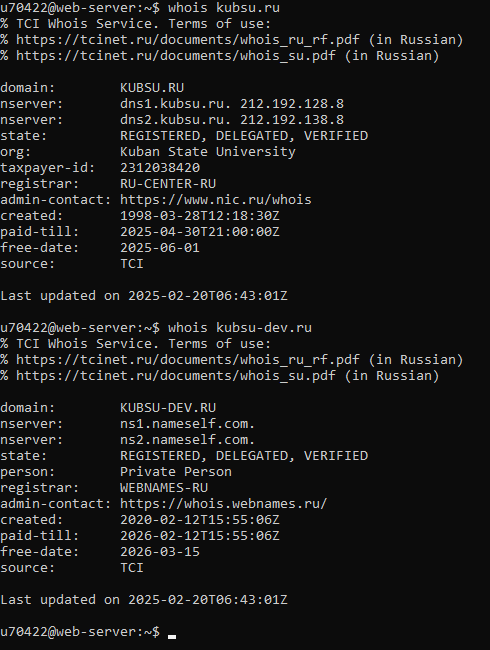 u70422@web-server:~$ whois kubsu.ru
% TCI Whois Service. Terms of use:
% https://tcinet.ru/documents/whois_ru_rf.pdf (in Russian)
% https://tcinet.ru/documents/whois_su.pdf (in Russian)

domain:        KUBSU.RU
nserver:       dns1.kubsu.ru. 212.192.128.8
nserver:       dns2.kubsu.ru. 212.192.138.8
state:         REGISTERED, DELEGATED, VERIFIED
org:           Kuban State University
taxpayer-id:   2312038420
registrar:     RU-CENTER-RU
admin-contact: https://www.nic.ru/whois
created:       1998-03-28T12:18:30Z
paid-till:     2025-04-30T21:00:00Z
free-date:     2025-06-01
source:        TCI

Last updated on 2025-02-20T06:43:01Z

u70422@web-server:~$ whois kubsu-dev.ru
% TCI Whois Service. Terms of use:
% https://tcinet.ru/documents/whois_ru_rf.pdf (in Russian)
% https://tcinet.ru/documents/whois_su.pdf (in Russian)

domain:        KUBSU-DEV.RU
nserver:       ns1.nameself.com.
nserver:       ns2.nameself.com.
state:         REGISTERED, DELEGATED, VERIFIED
person:        Private Person
registrar:     WEBNAMES-RU
admin-contact: https://whois.webnames.ru/
created:       2020-02-12T15:55:06Z
paid-till:     2026-02-12T15:55:06Z
free-date:     2026-03-15
source:        TCI

Last updated on 2025-02-20T06:43:01Z

u70422@web-server:~$